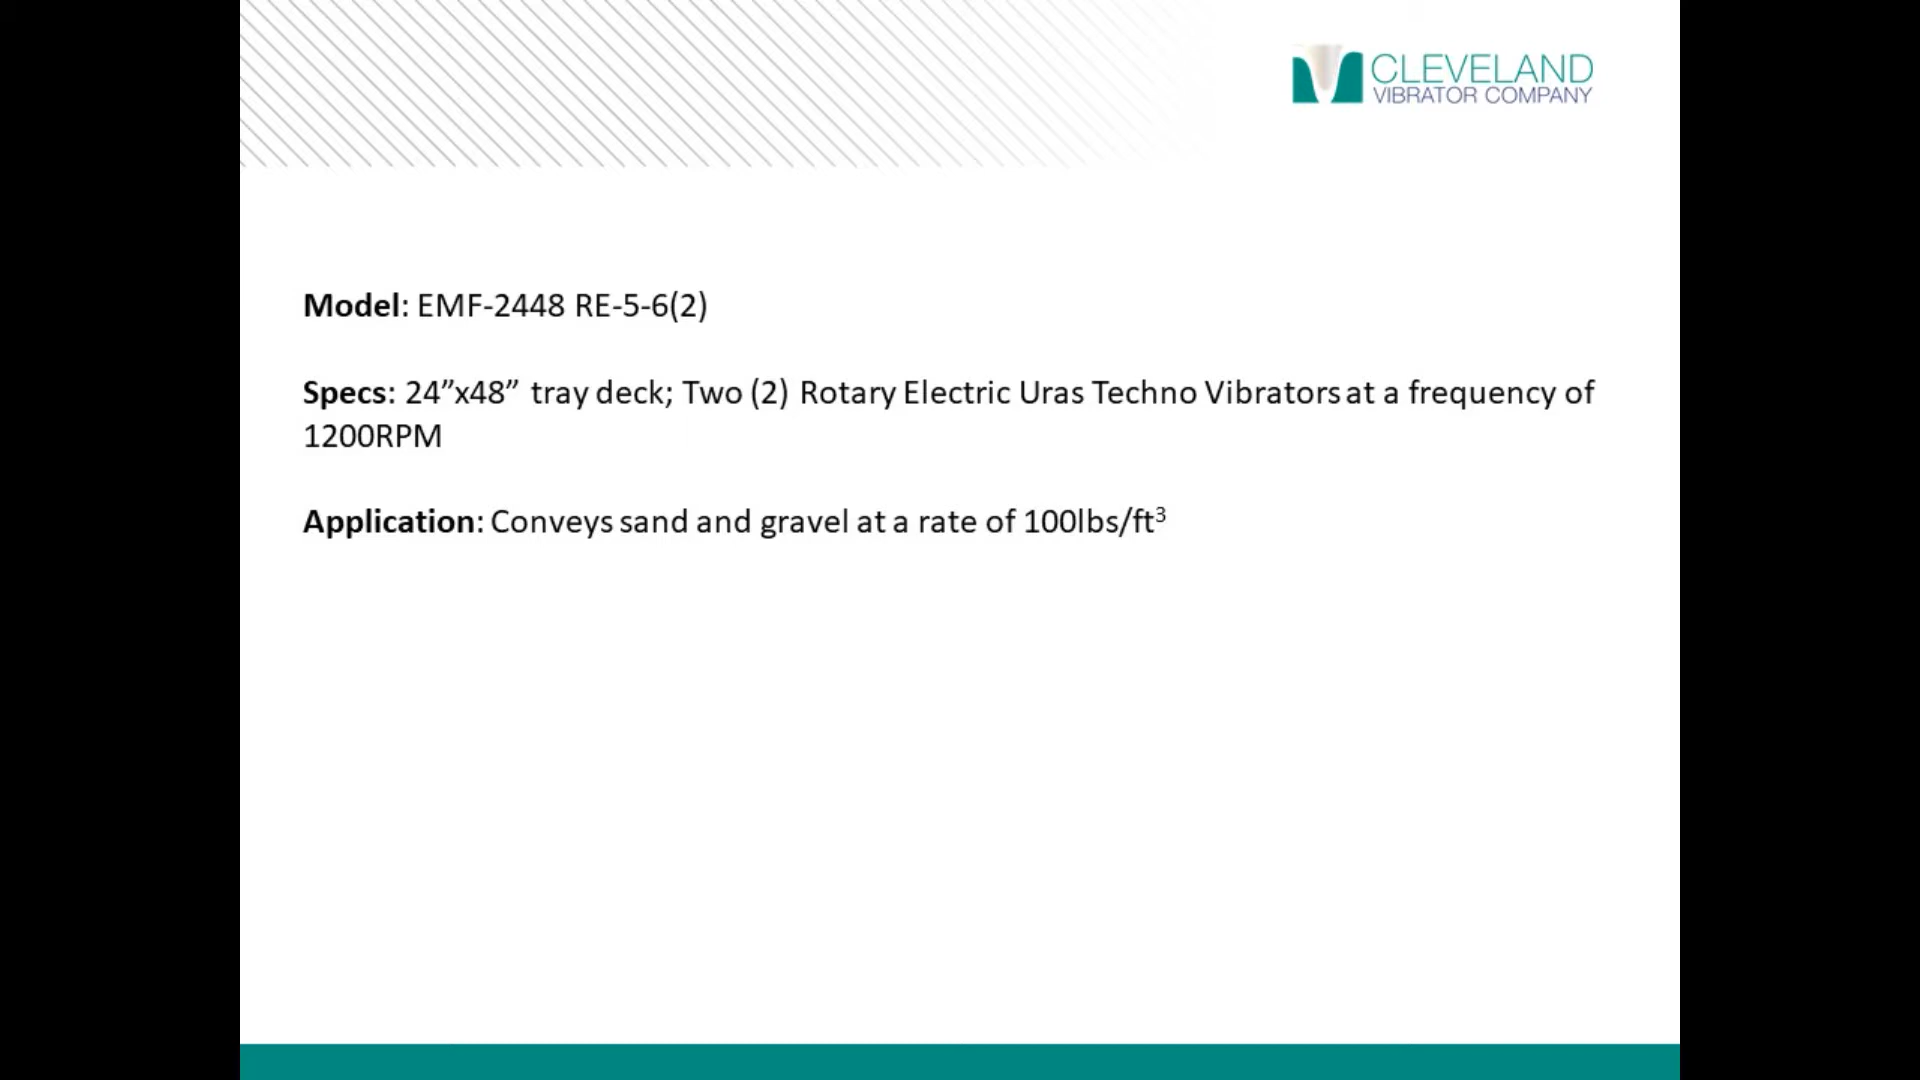 CLEVELAND
VIBRATOR COMPANY
Model: EMF-2448 RE-5-6(2)
Specs: 24”x48” tray deck; Two (2) Rotary Electric Uras Techno Vibrators at a frequency of
1200RPM
Application: Conveys sand and gravel at a rate of 100lbs/ft³